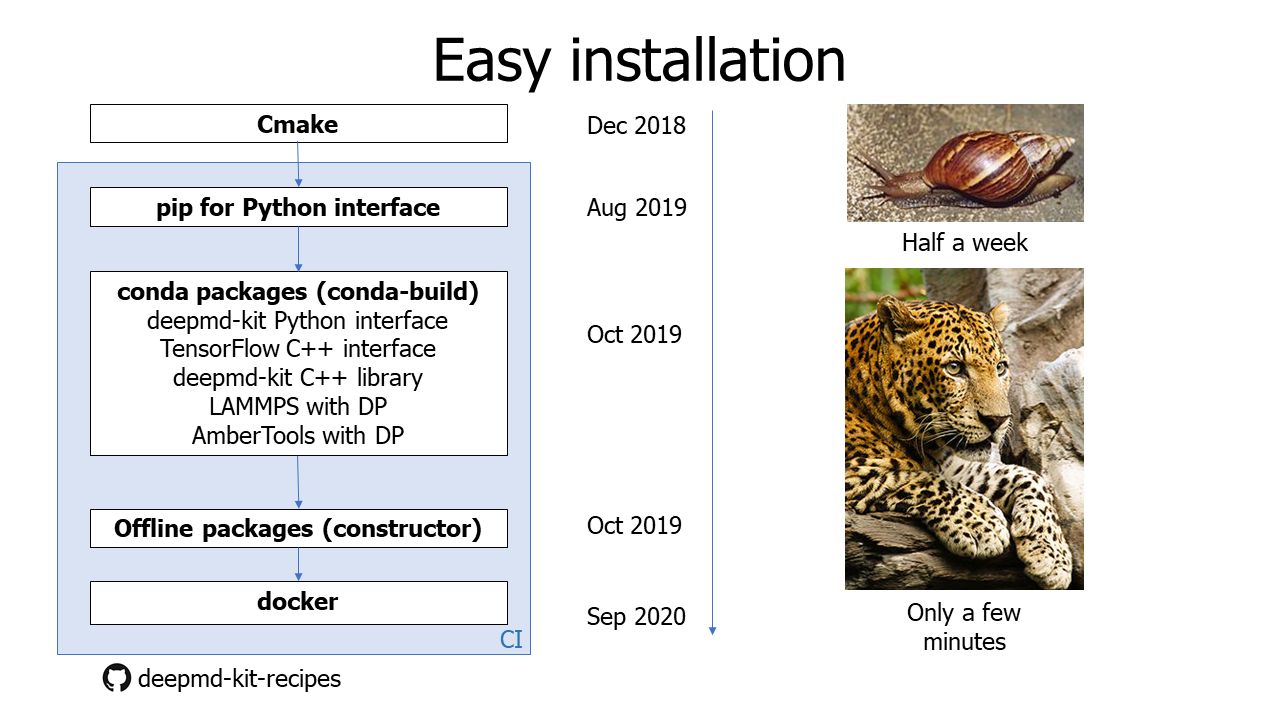 Easy installation
Cmake
Dec 2018
pip for Python interface
Aug 2019
Half a week
conda packages (conda-build)
deepmd-kit Python interface
TensorFlow C++ interface
deepmd-kit C++ library
LAMMPS with DP
AmberTools with DP
Oct 2019
Offline packages (constructor)
Oct 2019
docker
Sep 2020
Only a few
minutes
CI
deepmd-kit-recipes